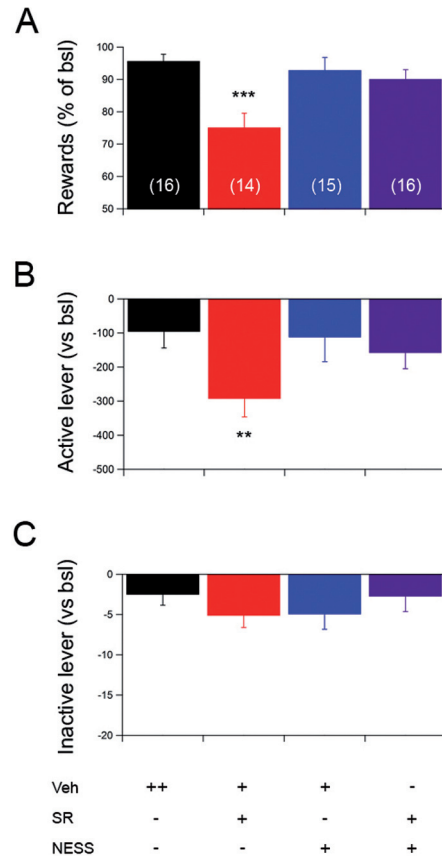 A
Rewards (% of bsl)
100
90
80
70
60
50
***
(16) (14) (15) (16)
B
Active lever (vs bsl)
0
-100
-200
-300
-400
-500
**
C
Inactive lever (vs bsl)
0
-5
-10
-15
-20
Veh ++ + + -
SR - + - +
NESS - - + +